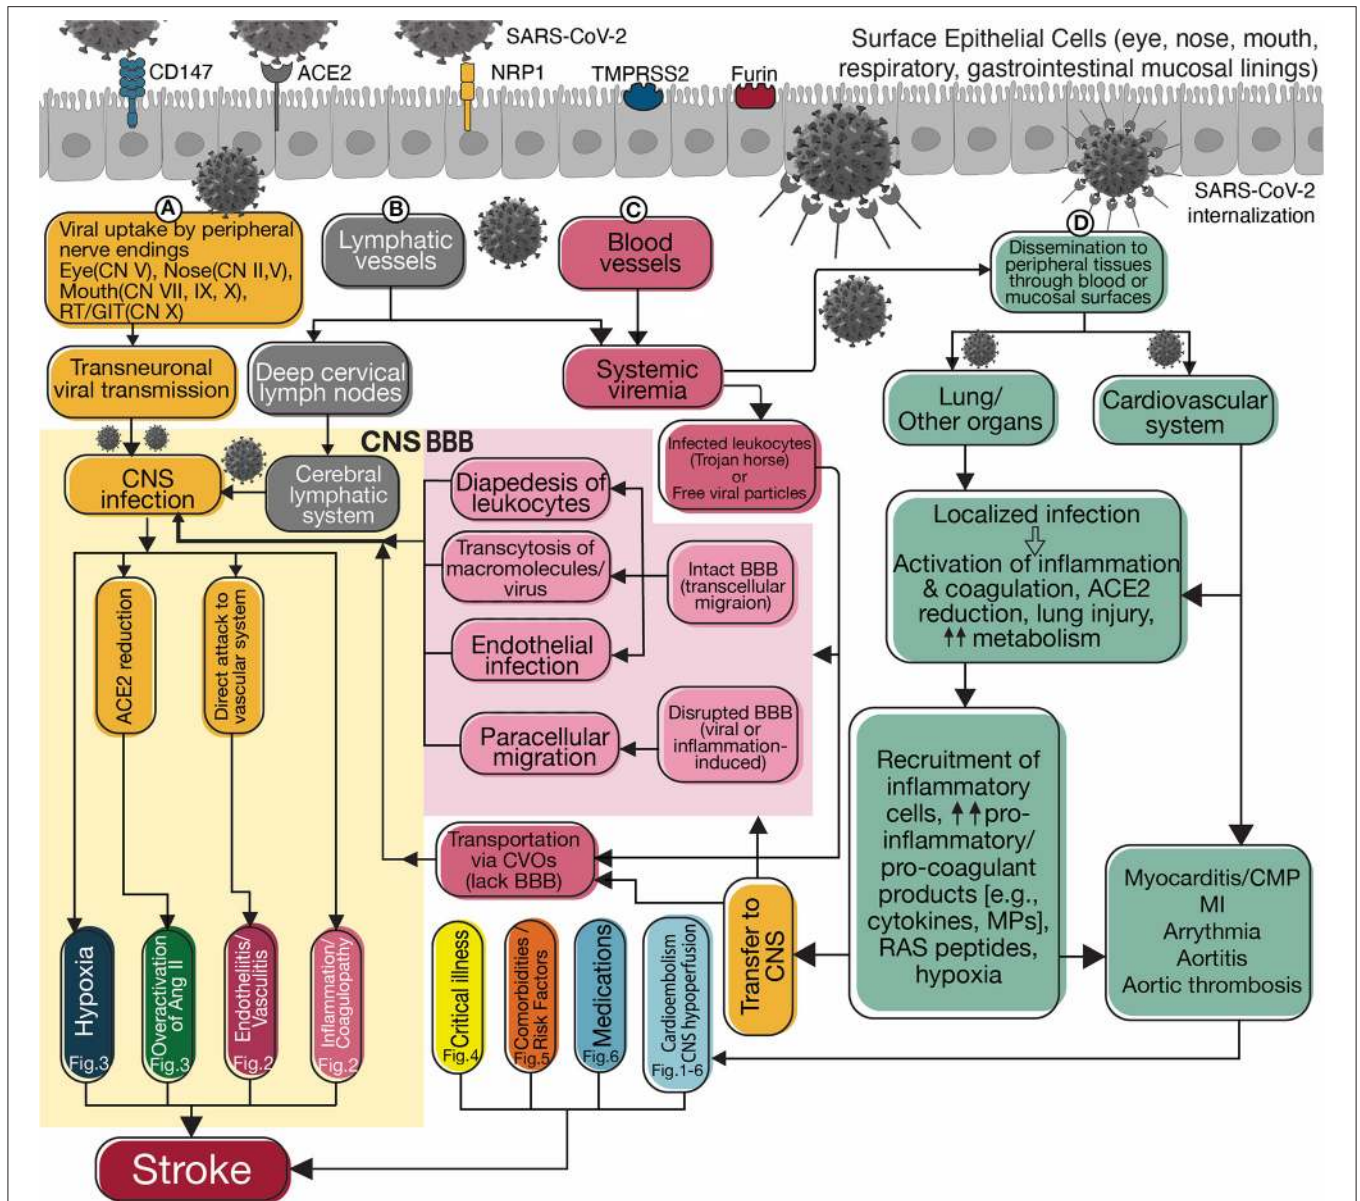 SARS-CoV-2
CD147
ACE2
NRP1
TMPRSS2
Furin
Surface Epithelial Cells (eye, nose, mouth,
respiratory, gastrointestinal mucosal linings)
SARS-CoV-2
internalization
A
Viral uptake by peripheral
nerve endings
Eye(CN V), Nose(CN II,V),
Mouth(CN VII, IX, X),
RT/GIT(CN X)
B
Lymphatic
vessels
C
Blood
vessels
D
Dissemination to
peripheral tissues
through blood or
mucosal surfaces
Transneuronal
viral transmission
Deep cervical
lymph nodes
Systemic
viremia
Lung/
Other organs
Cardiovascular
system
CNS BBB
CNS
infection
Cerebral
lymphatic
system
Diapedesis of
leukocytes
Infected leukocytes
(Trojan horse)
or
Free viral particles
Transcytosis of
macromolecules/
virus
Intact BBB
(transcellular
migraion)
Endothelial
infection
Paracellular
migration
Disrupted BBB
(viral or
inflammation-
induced)
Localized infection
Activation of inflammation
& coagulation, ACE2
reduction, lung injury,
metabolism
ACE2 reduction
Direct attack to
vascular system
Recruitment of
inflammatory
cells, pro-
inflammatory/
pro-coagulant
products [e.g.,
cytokines, MPs],
RAS peptides,
hypoxia
Transportation
via CVOs
(lack BBB)
Transfer to
CNS
Myocarditis/CMP
MI
Arrythmia
Aortitis
Aortic thrombosis
Hypoxia
Fig.3
Overactivation
of Ang II
Fig.3
Endotheliitis/
Vasculitis
Fig.2
Inflammation/
Coagulopathy
Fig.2
Critical illness
Fig.4
Comorbidities /
Risk Factors
Fig.5
Medications
Fig.6
Cardioembolism
CNS hypoperfusion
Fig.1-6
Stroke